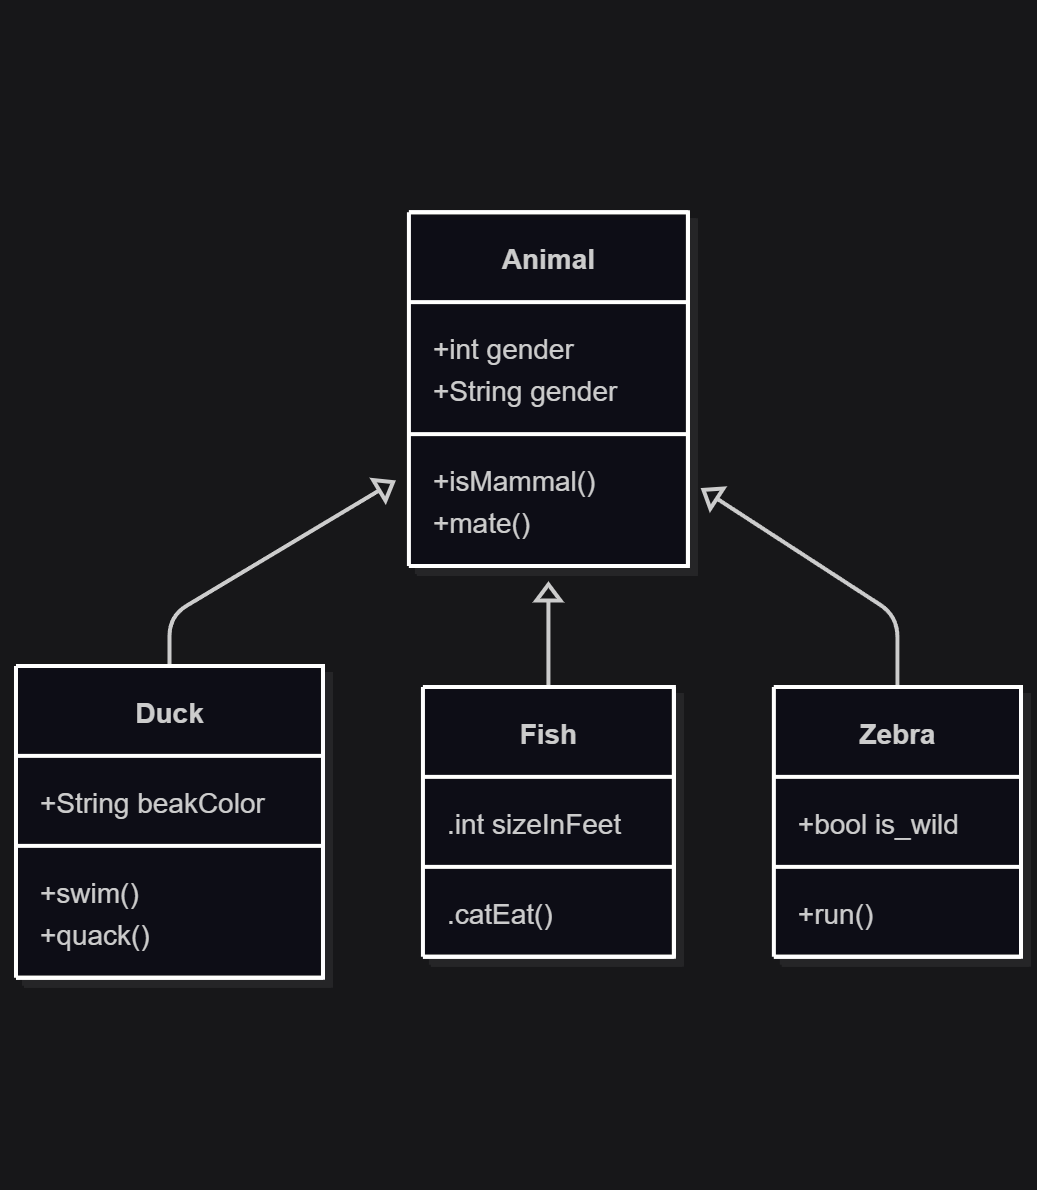 Animal
+int gender
+String gender
+isMammal()
+mate()
Duck
+String beakColor
+swim()
+quack()
Fish
.int sizeInFeet
.catEat()
Zebra
+bool is_wild
+run()